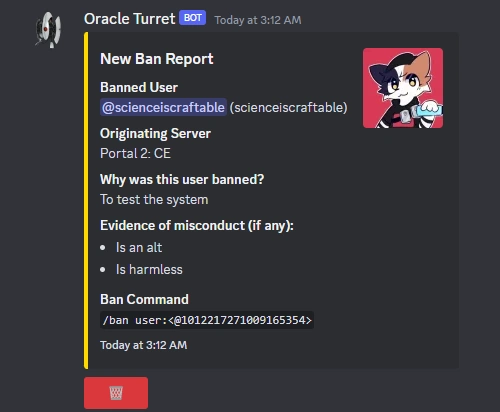 Oracle Turret BOT Today at 3:12 AM
New Ban Report
Banned User
@scienceiscraftable (scienceiscraftable)
Originating Server
Portal 2: CE
Why was this user banned?
To test the system
Evidence of misconduct (if any):
• Is an alt
• Is harmless
Ban Command
/ban user:<@1012217271009165354>
Today at 3:12 AM